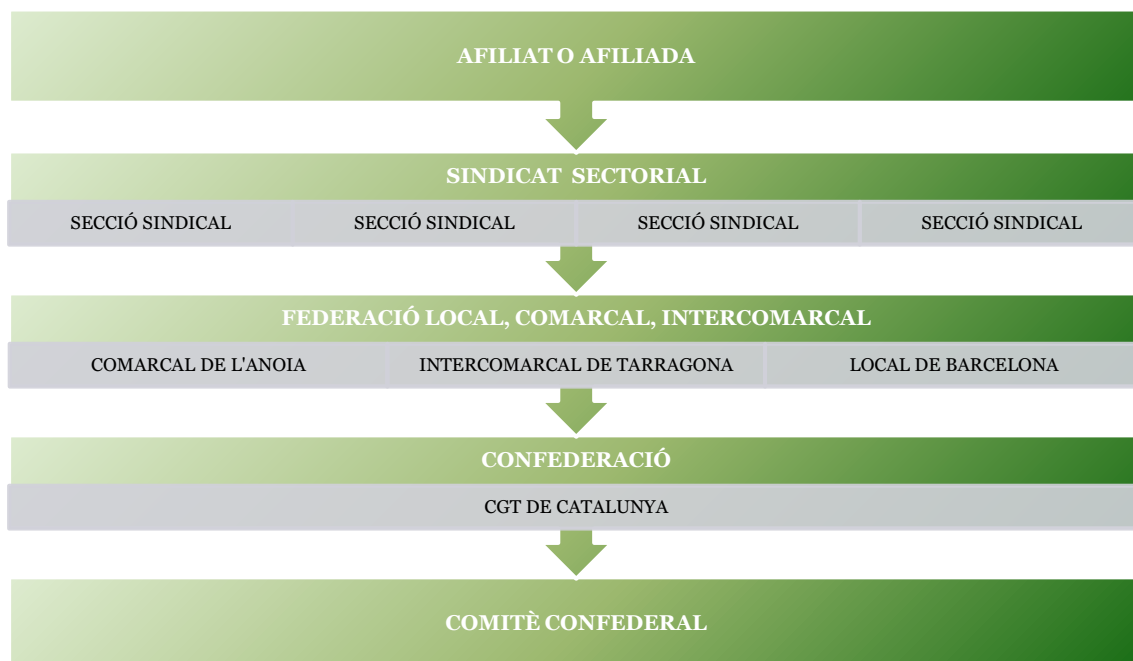 AFILIAT O AFILIADA
SINDICAT SECTORIAL
SECCIÓ SINDICAL SECCIÓ SINDICAL SECCIÓ SINDICAL SECCIÓ SINDICAL
FEDERACIÓ LOCAL, COMARCAL, INTERCOMARCAL
COMARCAL DE L'ANOIA INTERCOMARCAL DE TARRAGONA LOCAL DE BARCELONA
CONFEDERACIÓ
CGT DE CATALUNYA
COMITÈ CONFEDERAL